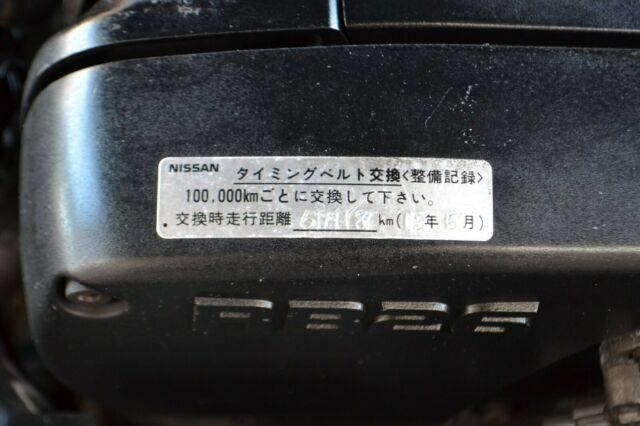 NISSAN タイミングベルト交換<整備記録>
100,000kmごとに交換して下さい。
交換時走行距離 km( 年 月)
RB26